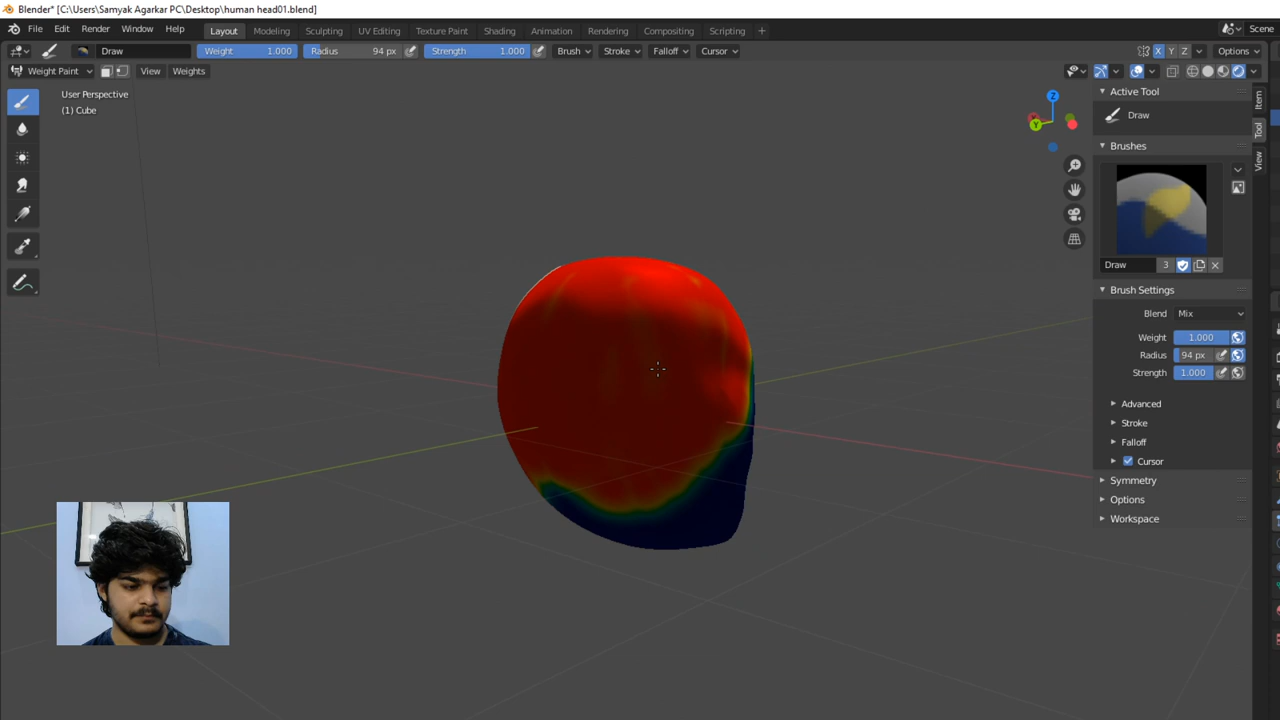 Blender* [C:\Users\Samyak Agarkar PC\Desktop\human head01.blend]
File Edit Render Window Help Layout Modeling Sculpting UV Editing Texture Paint Shading Animation Rendering Compositing Scripting + Scene
Draw Weight 1.000 Radius 94 px Strength 1.000 Brush Stroke Falloff Cursor X Y Z Options
Weight Paint View Weights
User Perspective
(1) Cube
Z
Y
Active Tool
Draw
Brushes
Draw 3
Brush Settings
Blend Mix
Weight 1.000
Radius 94 px
Strength 1.000
Advanced
Stroke
Falloff
Cursor
Symmetry
Options
Workspace
Item
Tool
View